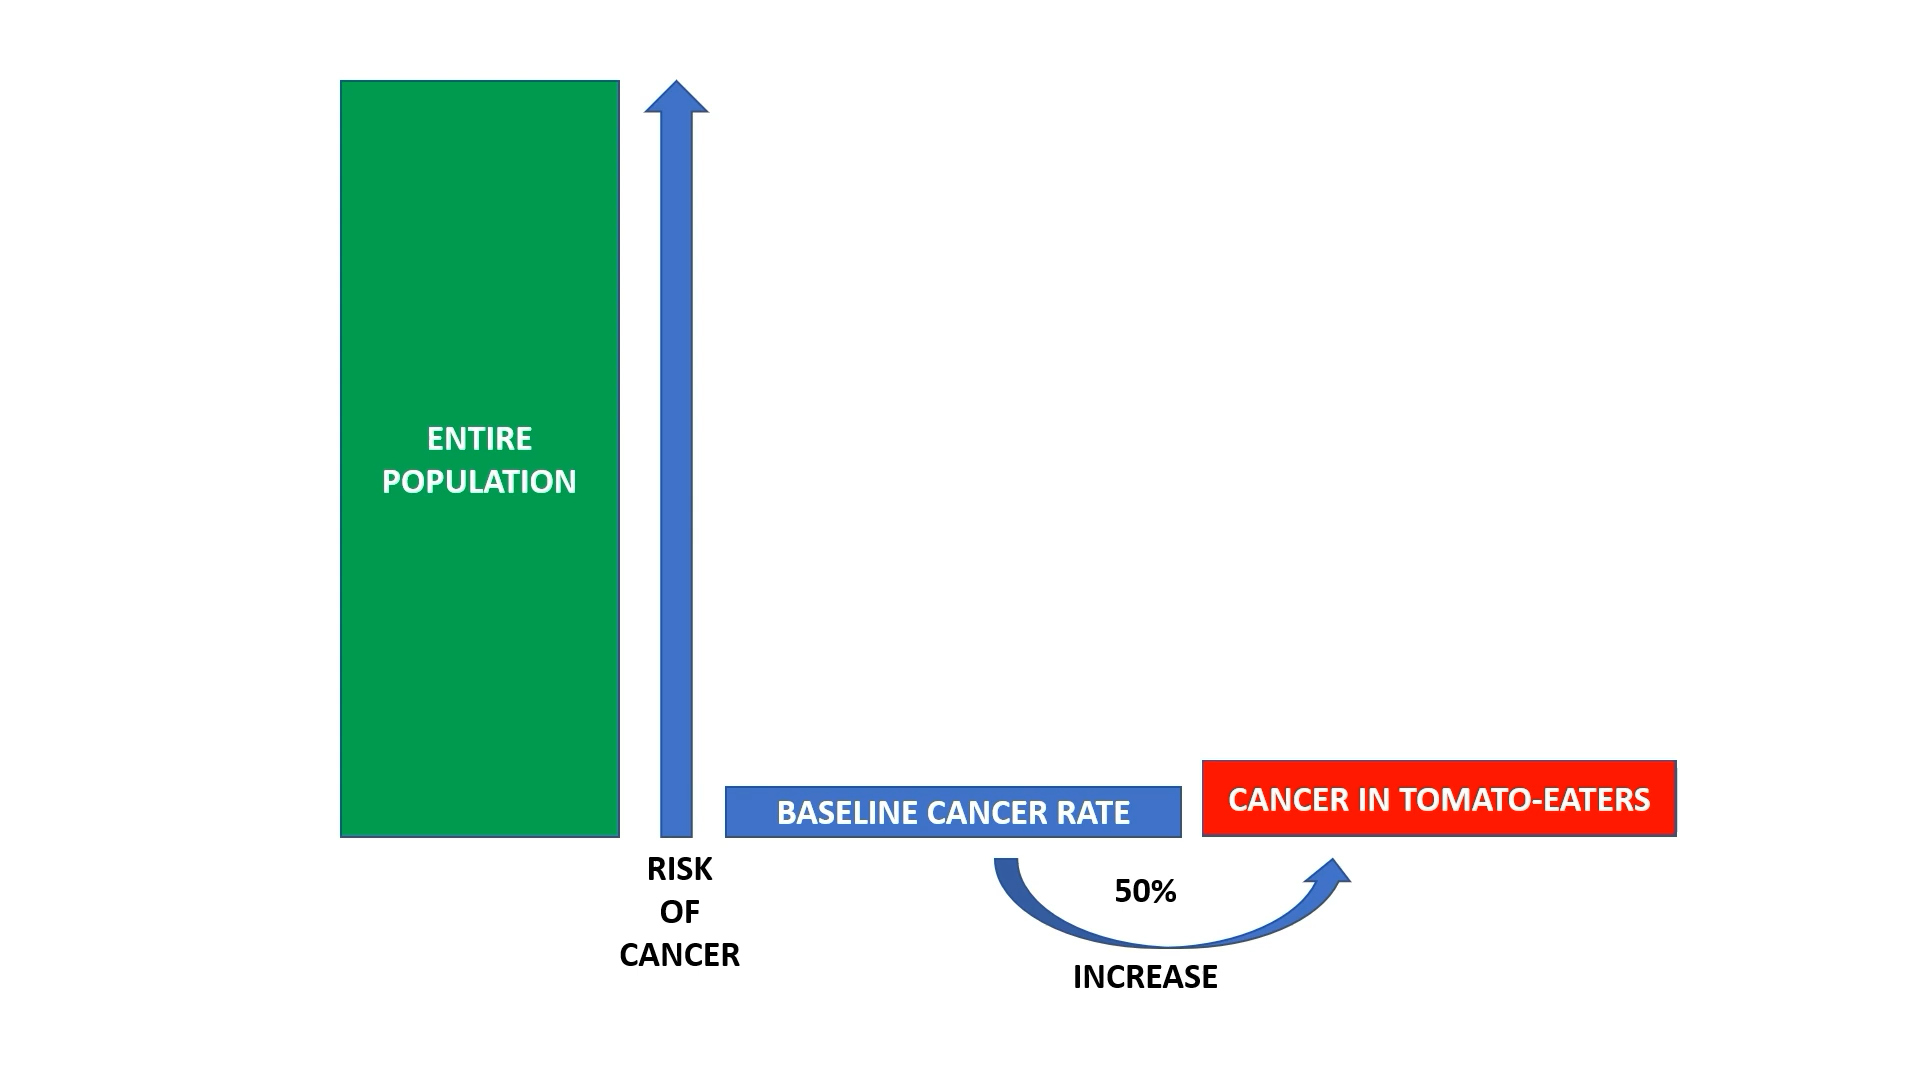 ENTIRE
POPULATION
RISK
OF
CANCER
BASELINE CANCER RATE
CANCER IN TOMATO-EATERS
50%
INCREASE